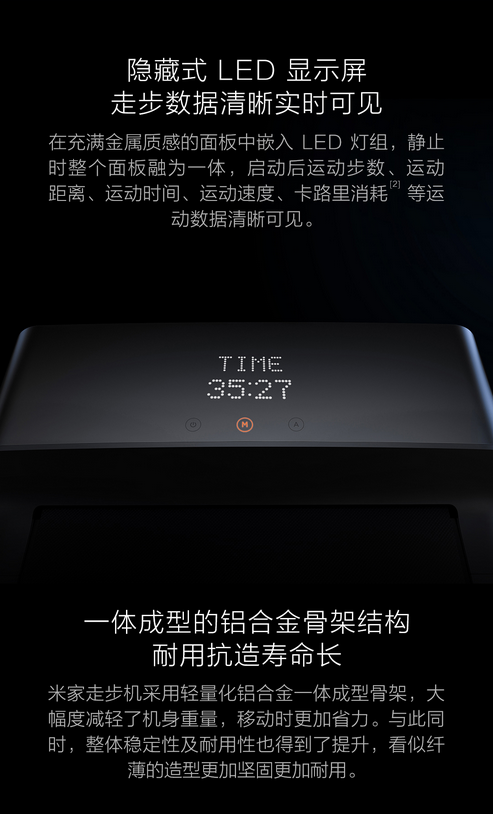 隐藏式 LED 显示屏
走步数据清晰实时可见
在充满金属质感的面板中嵌入 LED 灯组，静止
时整个面板融为一体，启动后运动步数、运动
距离、运动时间、运动速度、卡路里消耗[2] 等运
动数据清晰可见。
TIME
35:27
M A
一体成型的铝合金骨架结构
耐用抗造寿命长
米家走步机采用轻量化铝合金一体成型骨架，大
幅度减轻了机身重量，移动时更加省力。与此同
时，整体稳定性及耐用性也得到了提升，看似纤
薄的造型更加坚固更加耐用。